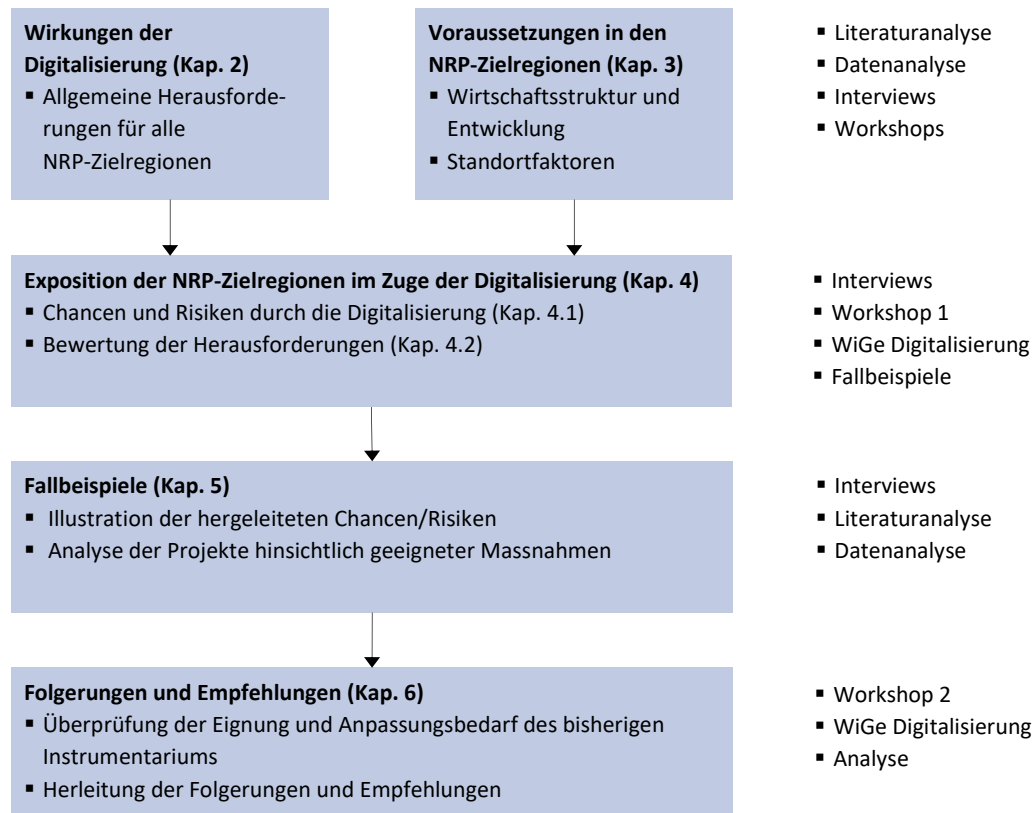 Wirkungen der
Digitalisierung (Kap. 2)
▪ Allgemeine Herausforde-
rungen für alle
NRP-Zielregionen
Voraussetzungen in den
NRP-Zielregionen (Kap. 3)
▪ Wirtschaftsstruktur und
Entwicklung
▪ Standortfaktoren
▪ Literaturanalyse
▪ Datenanalyse
▪ Interviews
▪ Workshops
Exposition der NRP-Zielregionen im Zuge der Digitalisierung (Kap. 4)
▪ Chancen und Risiken durch die Digitalisierung (Kap. 4.1)
▪ Bewertung der Herausforderungen (Kap. 4.2)
▪ Interviews
▪ Workshop 1
▪ WiGe Digitalisierung
▪ Fallbeispiele
Fallbeispiele (Kap. 5)
▪ Illustration der hergeleiteten Chancen/Risiken
▪ Analyse der Projekte hinsichtlich geeigneter Massnahmen
▪ Interviews
▪ Literaturanalyse
▪ Datenanalyse
Folgerungen und Empfehlungen (Kap. 6)
▪ Überprüfung der Eignung und Anpassungsbedarf des bisherigen
Instrumentariums
▪ Herleitung der Folgerungen und Empfehlungen
▪ Workshop 2
▪ WiGe Digitalisierung
▪ Analyse